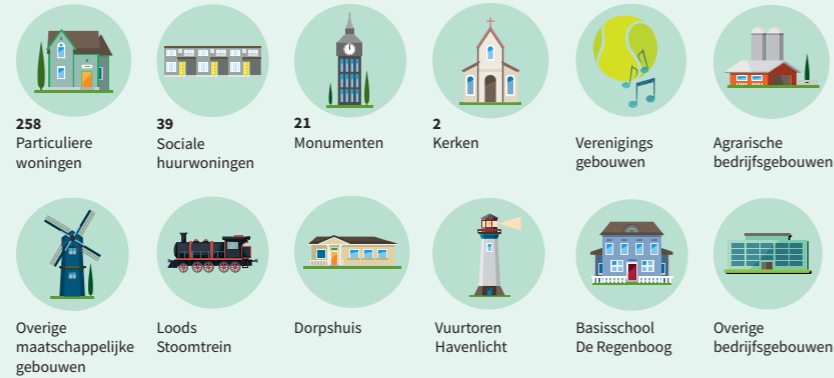 258
Particuliere
woningen
39
Sociale
huurwoningen
21
Monumenten
2
Kerken
Verenigings
gebouwen
Agrarische
bedrijfsgebouwen
Overige
maatschappelijke
gebouwen
Loods
Stoomtrein
Dorpshuis
Vuurtoren
Havenlicht
Basisschool
De Regenboog
Overige
bedrijfsgebouwen